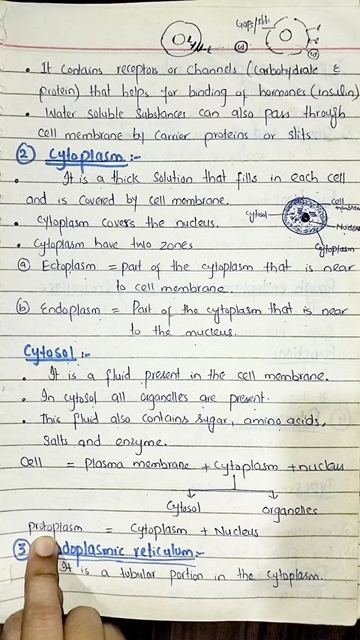 Gaps/slits
• It contains receptors or channels (carbohydrate &
protein) that helps for binding of hormones (insulin)
• Water soluble substances can also pass through
cell membrane by carrier proteins or slits.
② Cytoplasm :-
• It is a thick solution that fills in each cell
and is covered by cell membrane.
• Cytoplasm covers the nucleus.
• Cytoplasm have two zones
Cytosol
Cell
membrane
Nucleus
Cytoplasm
ⓐ Ectoplasm = part of the cytoplasm that is near
to cell membrane
ⓑ Endoplasm = Part of the cytoplasm that is near
to the nucleus.
Cytosol :-
• It is a fluid present in the cell membrane.
• In cytosol all organelles are present.
• This fluid also contains sugar, amino acids,
salts and enzyme.
Cell = Plasma membrane + Cytoplasm + nucleus
Cytosol organelles
protoplasm = Cytoplasm + Nucleus
③ doplasmic reticulum:-
It is a tubular portion in the cytoplasm.